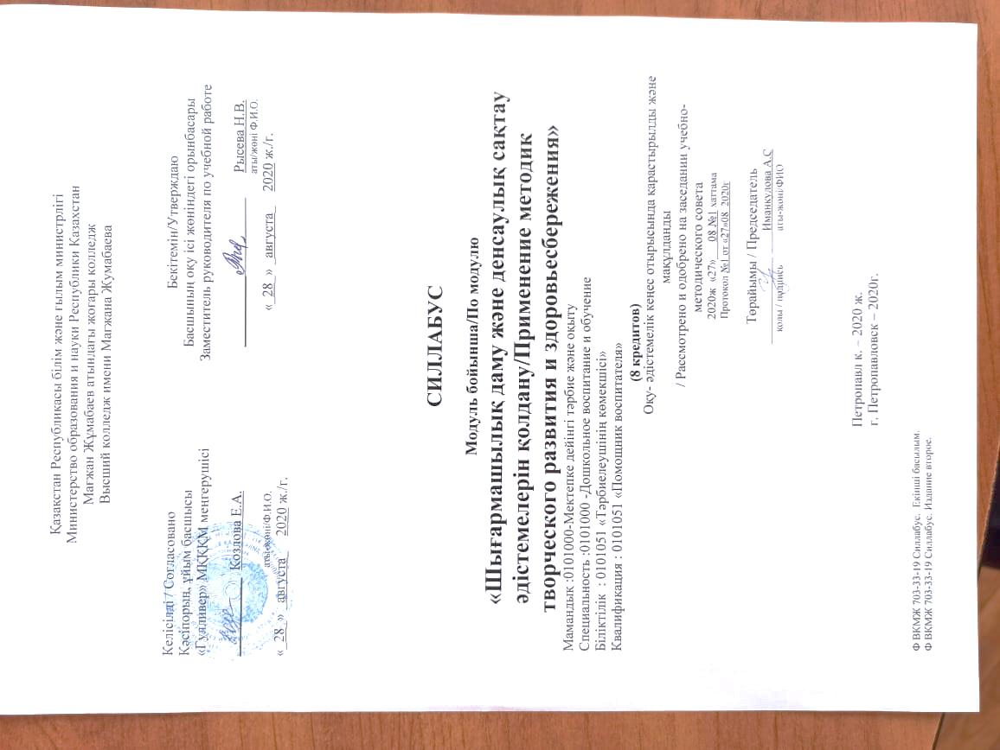 Қазақстан Республикасы білім және ғылым министрлігі
Министерство образования и науки Республики Казахстан
Мағжан Жұмабаев атындағы жоғары колледж
Высший колледж имени Магжана Жумабаева
Келісілді / Согласовано
Кәсіпорын, ұйым басшысы
«Гулливер» МКҚКМ меңгерушісі
Козлова Е.А.
аты-жөні/Ф.И.О.
« 28 » августа 2020 ж./г.
Бекітемін/Утверждаю
Басшының оқу ісі жөніндегі орынбасары
Заместитель руководителя по учебной работе
Рысева Н.В.
аты/жөні Ф.И.О.
« 28 » августа 2020 ж./г.
СИЛЛАБУС
Модуль бойынша/По модулю
«Шығармашылық даму және денсаулық сақтау
әдістемелерін қолдану/Применение методик
творческого развития и здоровьесбережения»
Мамандық :0101000-Мектепке дейінгі тәрбие және оқыту
Специальность :0101000 -Дошкольное воспитание и обучение
Біліктілік : 0101051 «Тәрбиелеушінің көмекшісі»
Квалификация : 0101051 «Помощник воспитателя»
(8 кредитов)
Оқу- әдістемелік кеңес отырысында қарастырылды және
мақұлданды
/ Рассмотрено и одобрено на заседании учебно-
методического совета
2020ж «27» 08 №1 хаттама
Протокол №1 от «27»08 2020г
Төрайымы / Председатель
Иманкулова А.С
қолы / подпись аты-жөні/ФИО
Петропавл қ. – 2020 ж.
г. Петропавловск – 2020г.
Ф ВКМЖ 703-33-19 Силлабус. Екінші басылым.
Ф ВКМЖ 703-33-19 Силлабус. Издание второе.